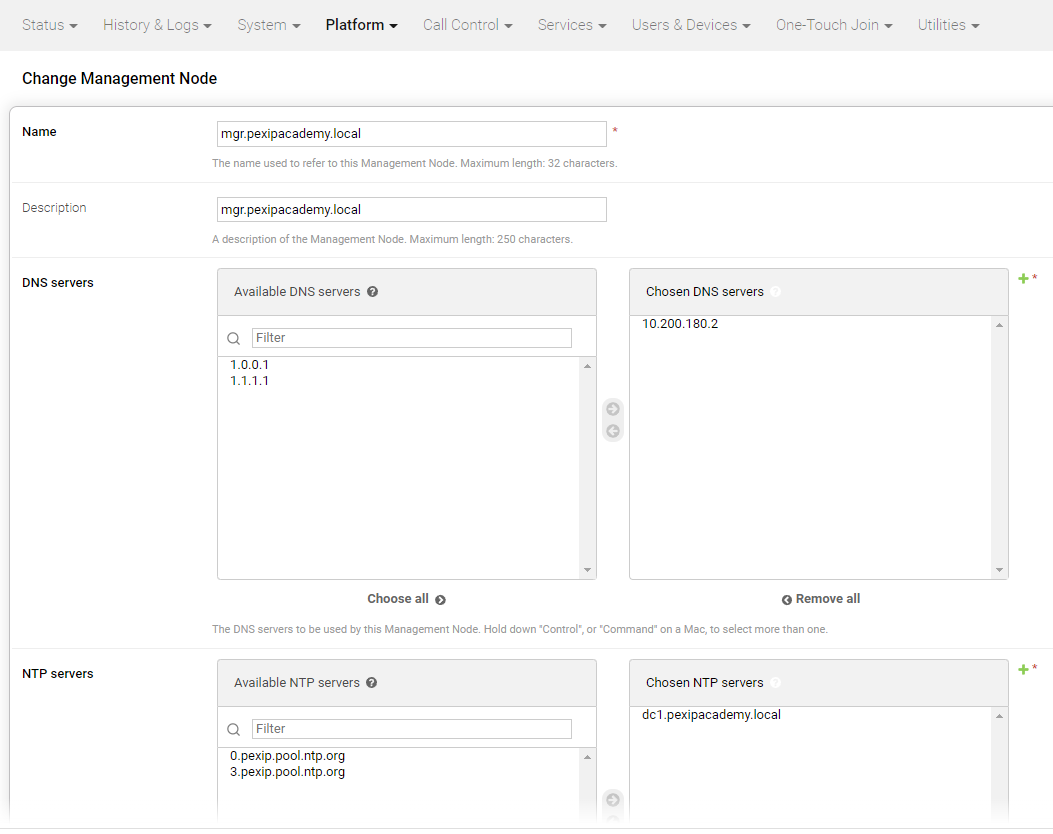 Status History & Logs System Platform Call Control Services Users & Devices One-Touch Join Utilities
Change Management Node
Name
mgr.pexipacademy.local
*
The name used to refer to this Management Node. Maximum length: 32 characters.
Description
mgr.pexipacademy.local
A description of the Management Node. Maximum length: 250 characters.
DNS servers
Available DNS servers ?
Filter
1.0.0.1
1.1.1.1
Choose all
Chosen DNS servers ?
10.200.180.2
Remove all
+ *
The DNS servers to be used by this Management Node. Hold down "Control", or "Command" on a Mac, to select more than one.
NTP servers
Available NTP servers ?
Filter
0.pexip.pool.ntp.org
3.pexip.pool.ntp.org
Chosen NTP servers ?
dc1.pexipacademy.local
+ *